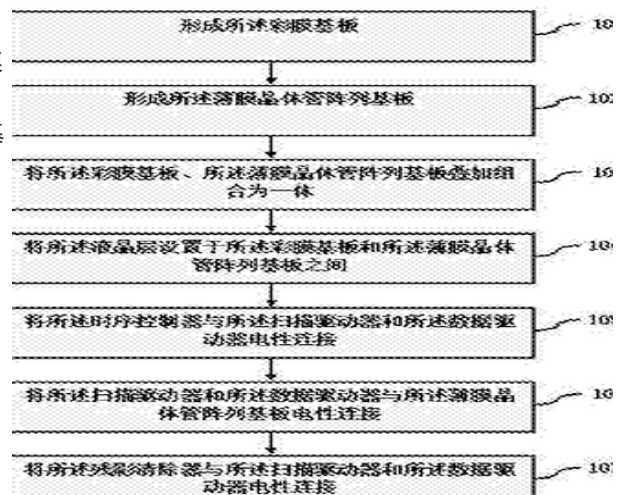 形成所述彩膜基板
形成所述薄膜晶体管阵列基板
将所述彩膜基板、所述薄膜晶体管阵列基板叠加组
合为一体
将所述液晶层设置于所述彩膜基板和所述薄膜晶体
管阵列基板之间
将所述时序控制器与所述扫描驱动器和所述数据驱
动器电性连接
将所述扫描驱动器和所述数据驱动器与所述薄膜晶
体管阵列基板电性连接
将所述残影清除器与所述扫描驱动器和所述数据驱
动器电性连接